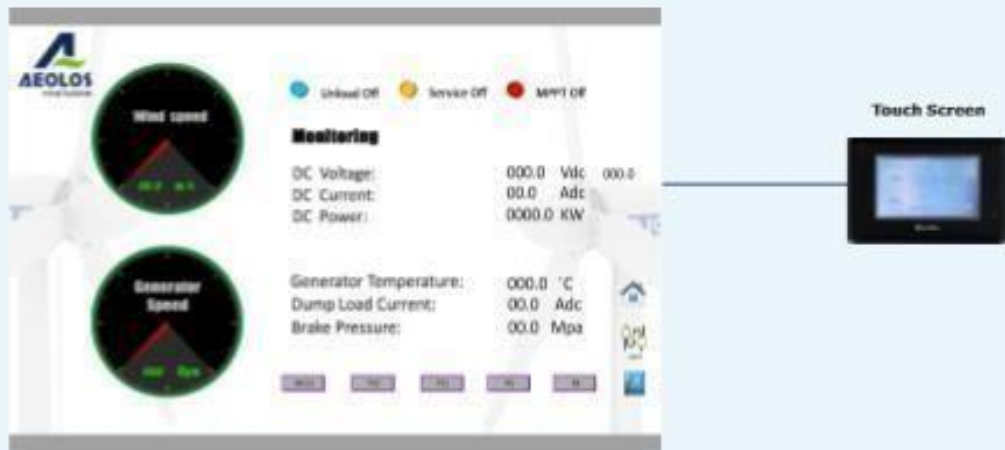 AEOLOS
Wind speed
Unload Off
Service Off
MPPT Off
Monitoring
DC Voltage: 000.0 Vdc 000.0
DC Current: 00.0 Adc
DC Power: 0000.0 KW
Generator Speed
Generator Temperature: 000.0 °C
Dump Load Current: 00.0 Adc
Brake Pressure: 00.0 Mpa
Touch Screen